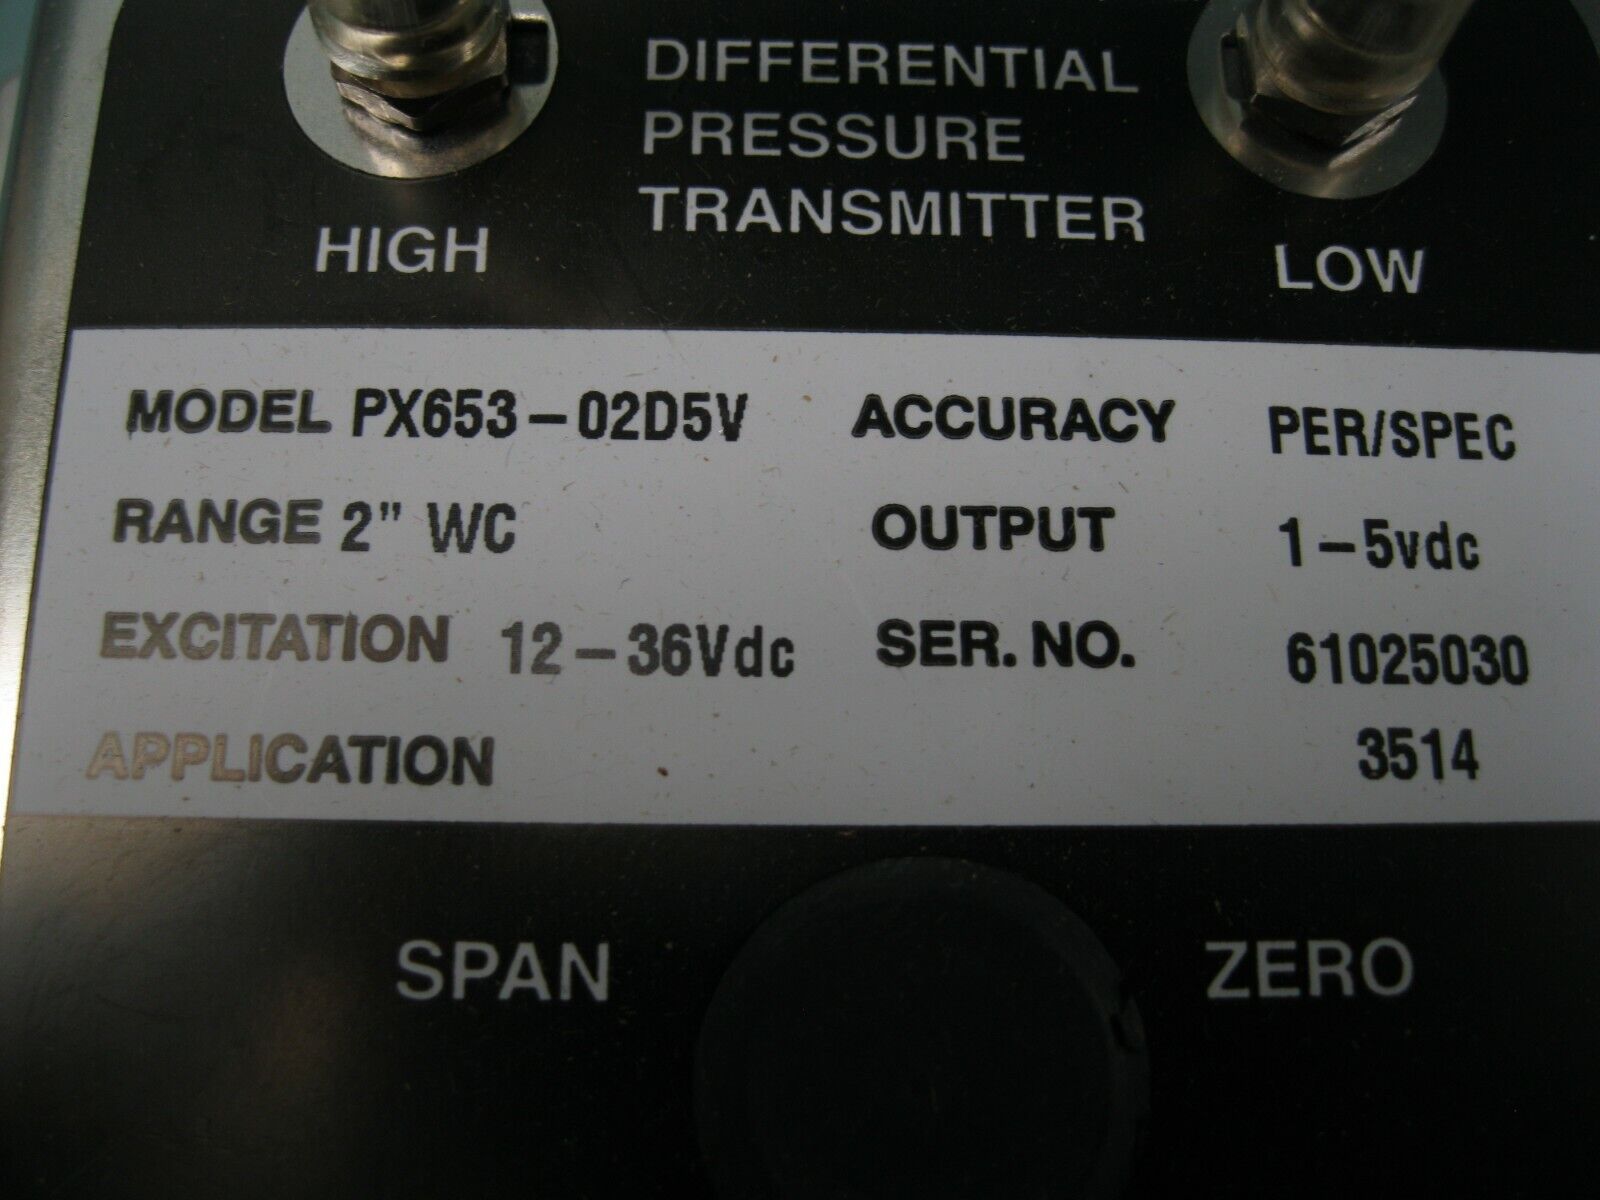 DIFFERENTIAL
PRESSURE
TRANSMITTER
HIGH
LOW
MODEL PX653-02D5V ACCURACY PER/SPEC
RANGE 2" WC OUTPUT 1-5vdc
EXCITATION 12-36Vdc SER. NO. 61025030
APPLICATION 3514
SPAN ZERO